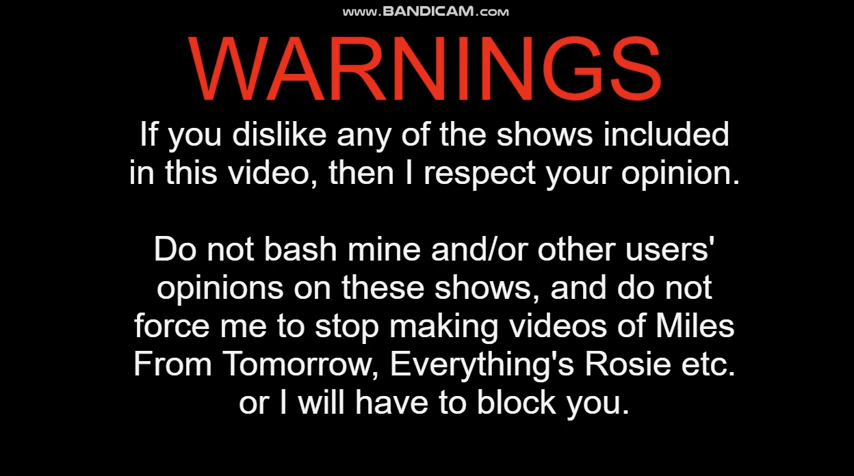 www.BANDICAM.com
WARNINGS
If you dislike any of the shows included
in this video, then I respect your opinion.
Do not bash mine and/or other users'
opinions on these shows, and do not
force me to stop making videos of Miles
From Tomorrow, Everything's Rosie etc.
or I will have to block you.